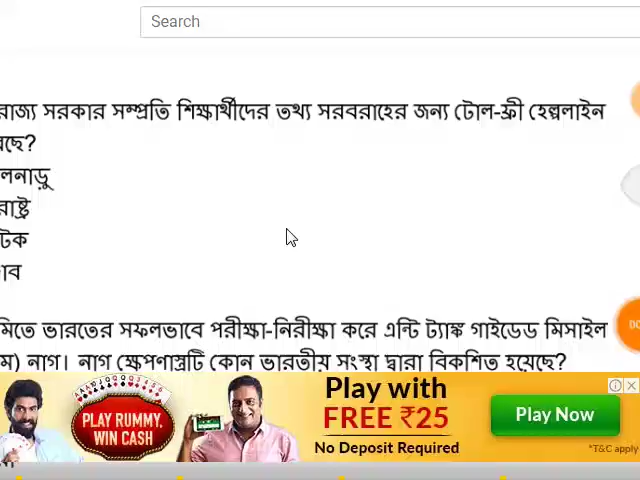 Search
রাজ্য সরকার সম্প্রতি শিক্ষার্থীদের তথ্য সরবরাহের জন্য টোল-ফ্রী হেল্পলাইন
ছে?
লনাড়ু
রাষ্ট্র
টক
াব
মিতে ভারতের সফলভাবে পরীক্ষা-নিরীক্ষা করে এন্টি ট্যাঙ্ক গাইডেড মিসাইল
ম) নাগ। নাগ ক্ষেপণাস্ত্রটি কোন ভারতীয় সংস্থা দ্বারা বিকশিত হয়েছে?
PLAY RUMMY,
WIN CASH
Play with
FREE ₹25
No Deposit Required
Play Now
*T&C apply